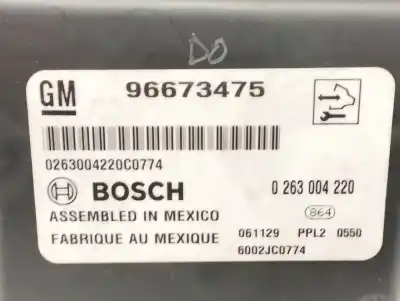 DO
GM 96673475
0263004220C0774
BOSCH 0 263 004 220
ASSEMBLED IN MEXICO 864
FABRIQUE AU MEXIQUE 061129 PPL2 0550
6002JC0774